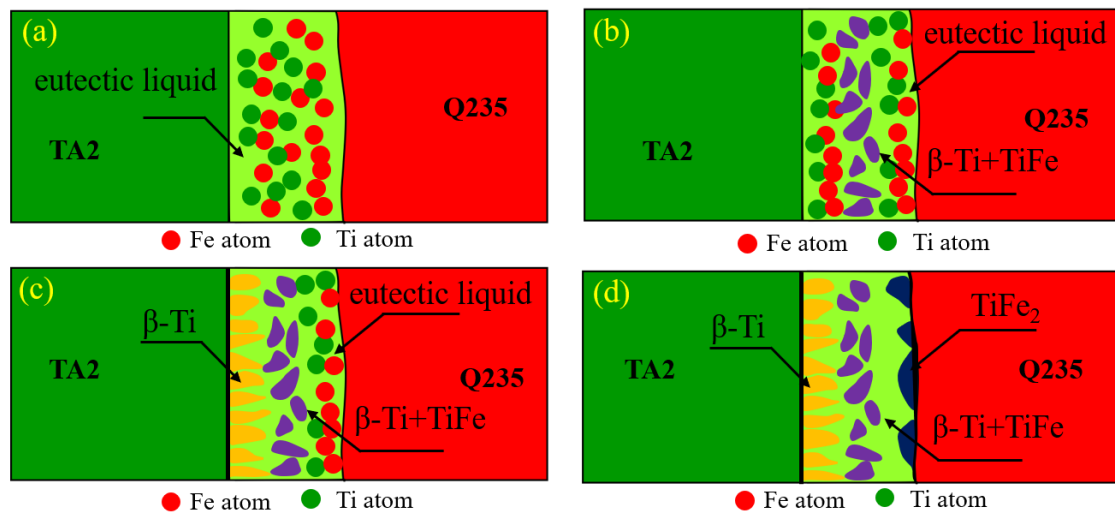 (a)
eutectic liquid
TA2
Q235
Fe atom Ti atom
(b)
eutectic liquid
TA2
Q235
β-Ti+TiFe
Fe atom Ti atom
(c)
β-Ti
eutectic liquid
TA2
Q235
β-Ti+TiFe
Fe atom Ti atom
(d)
β-Ti
TiFe₂
TA2
Q235
β-Ti+TiFe
Fe atom Ti atom